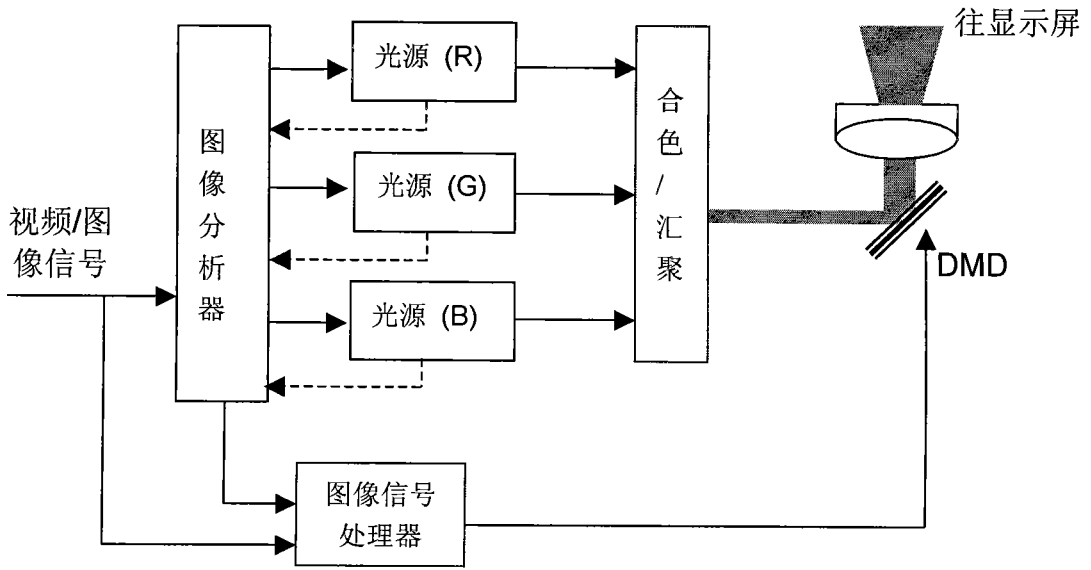 往显示屏
光源 (R)
图像分析器
合色/汇聚
光源 (G)
视频/图
像信号
DMD
光源 (B)
图像信号
处理器